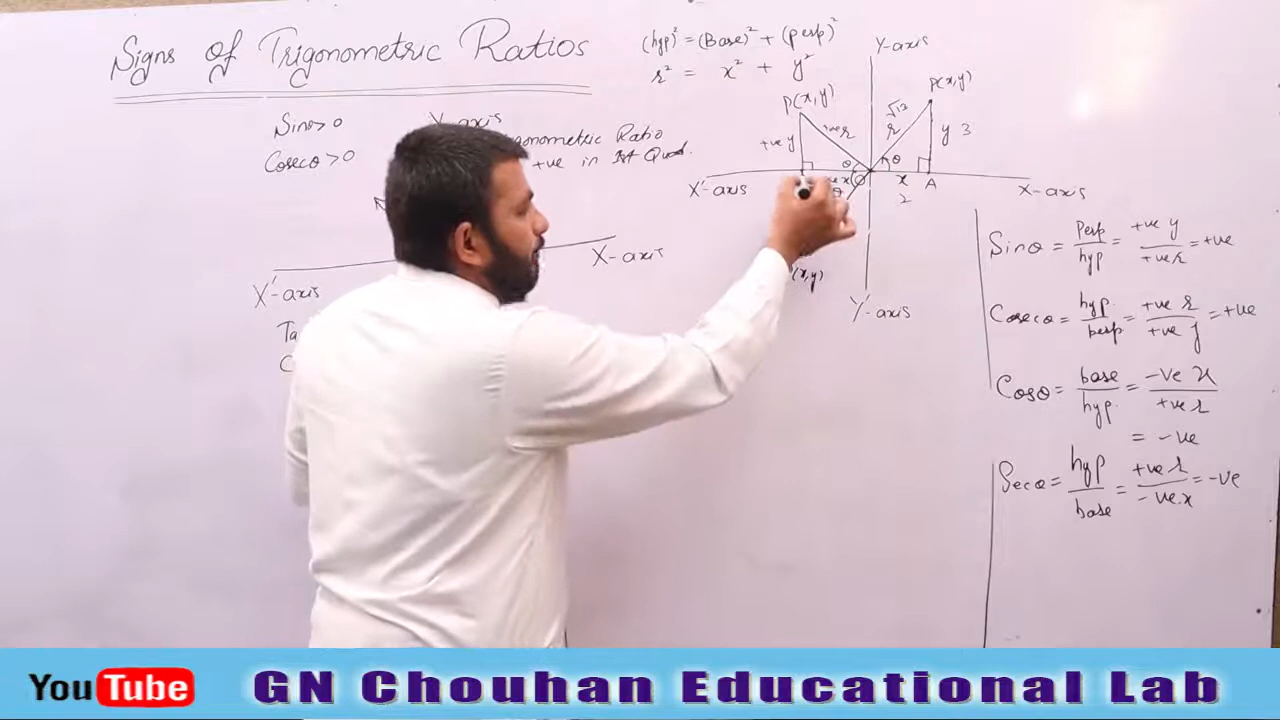 Signs of Trigonometric Ratios
(hyp)² = (Base)² + (perp)²
r² = x² + y²
Sinθ > 0
Cosecθ > 0
Ratio
+ve in Ist Quad.
X'-axis
X-axis
Y-axis
P(x,y)
P(x,y)
+ve y
+ve r
√13
r
y 3
θ
θ
x
A
2
X'-axis
X-axis
(x,y)
Y'-axis
Sinθ = Perp/hyp = +ve y/+ve r = +ve
Cosecθ = hyp/perp = +ve r/+ve y = +ve
Cosθ = base/hyp. = -ve x/+ve r
= -ve
Secθ = hyp/base = +ve r/-ve x = -ve
YouTube GN Chouhan Educational Lab